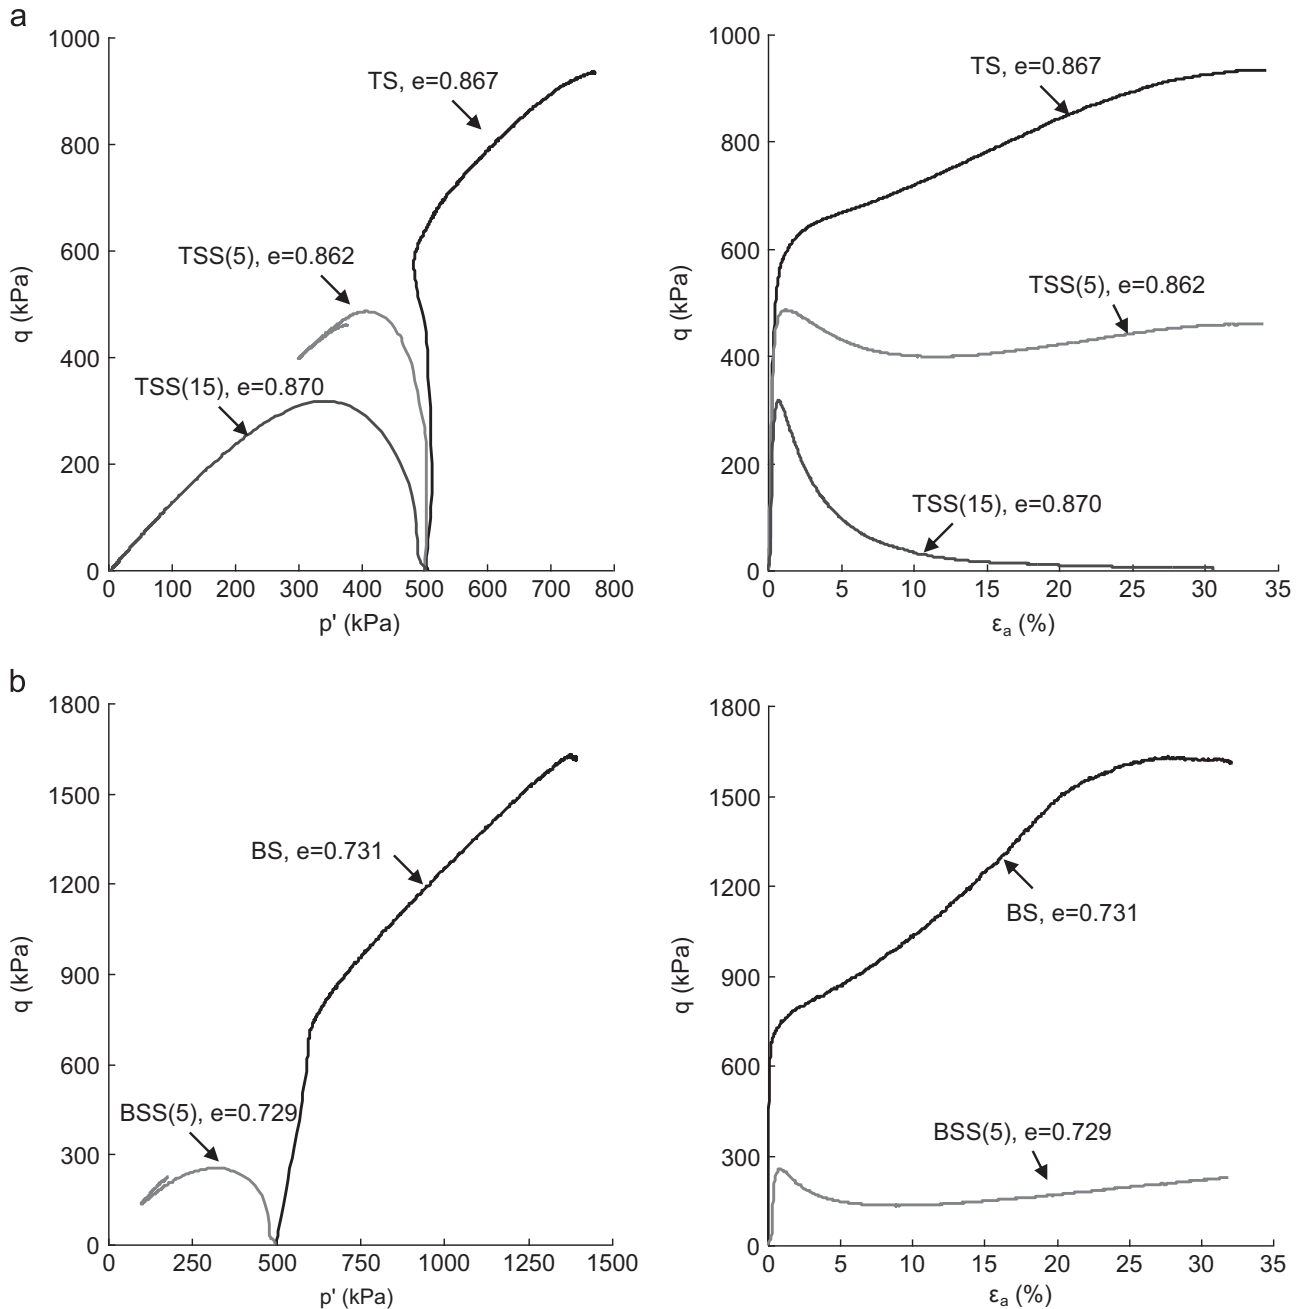 a
1000
800
600
400
200
0
q (kPa)
TS, e=0.867
TSS(5), e=0.862
TSS(15), e=0.870
0 100 200 300 400 500 600 700 800
p' (kPa)
1000
800
600
400
200
0
q (kPa)
TS, e=0.867
TSS(5), e=0.862
TSS(15), e=0.870
0 5 10 15 20 25 30 35
εa (%)
b
1800
1500
1200
900
600
300
0
q (kPa)
BS, e=0.731
BSS(5), e=0.729
0 250 500 750 1000 1250 1500
p' (kPa)
1800
1500
1200
900
600
300
0
q (kPa)
BS, e=0.731
BSS(5), e=0.729
0 5 10 15 20 25 30 35
εa (%)